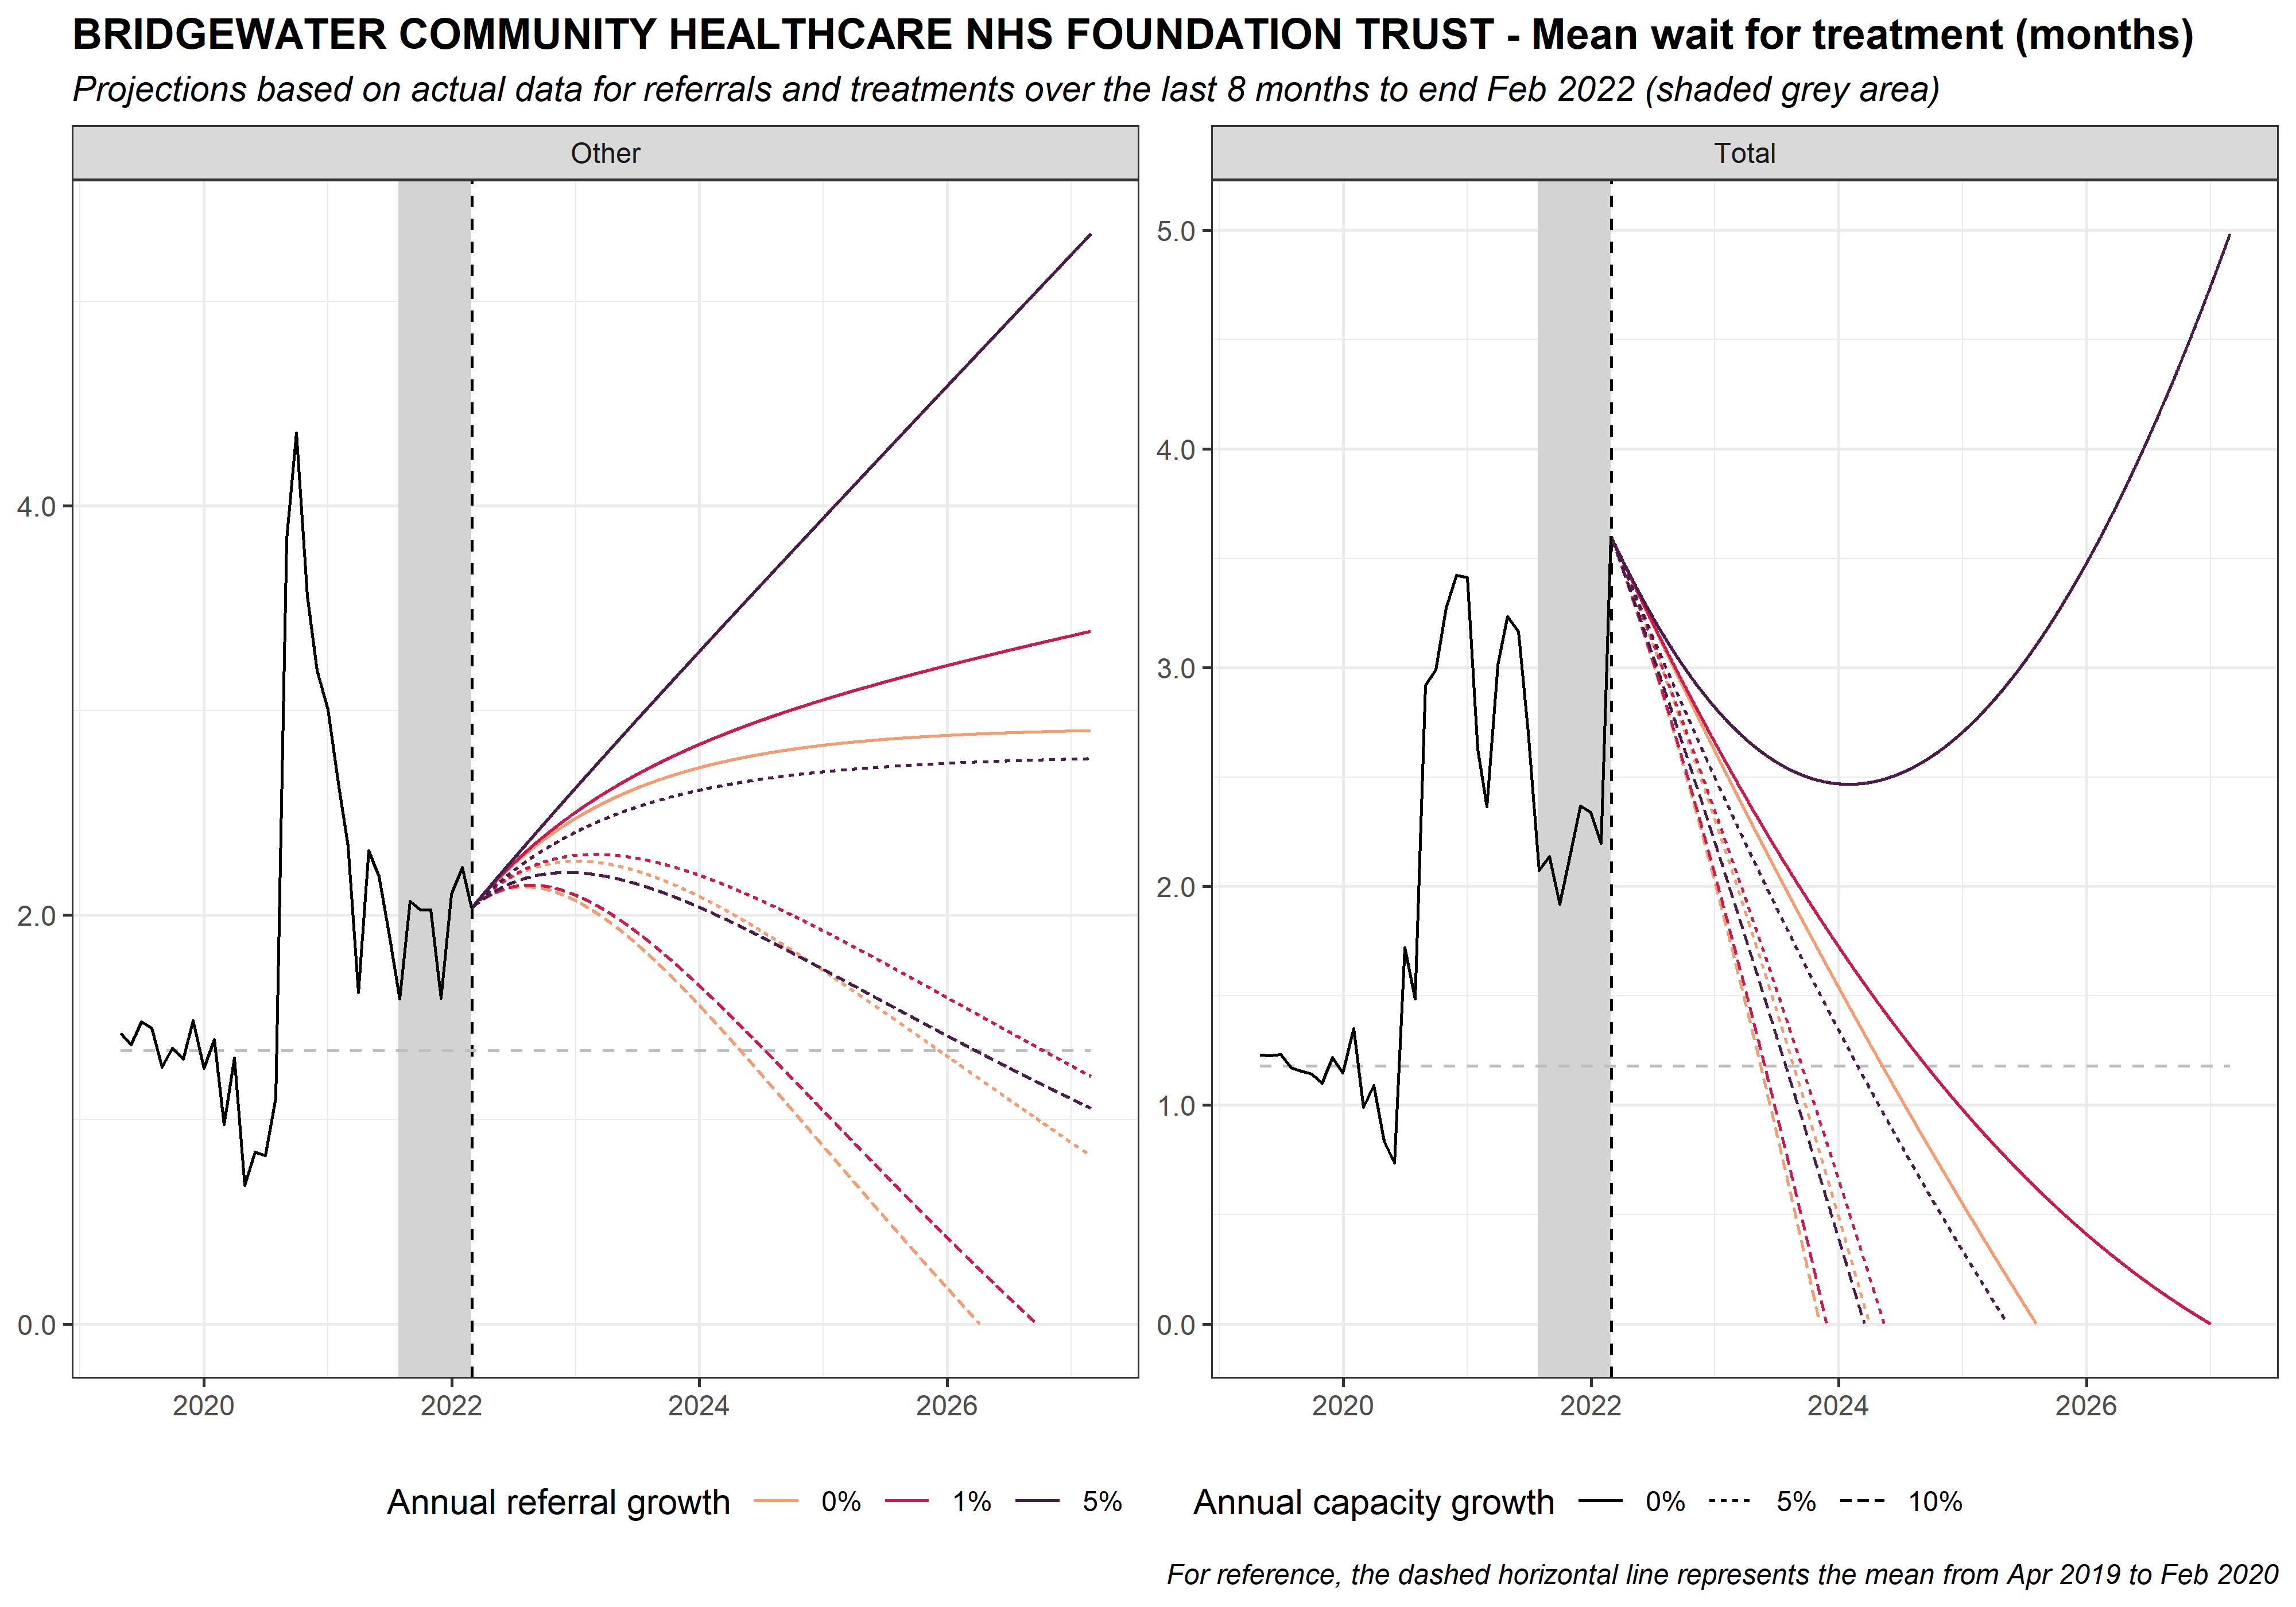 BRIDGEWATER COMMUNITY HEALTHCARE NHS FOUNDATION TRUST - Mean wait for treatment (months)
Projections based on actual data for referrals and treatments over the last 8 months to end Feb 2022 (shaded grey area)
Other
Total
4.0
2.0
0.0
5.0
4.0
3.0
2.0
1.0
0.0
2020 2022 2024 2026
2020 2022 2024 2026
Annual referral growth 0% 1% 5%
Annual capacity growth 0% 5% 10%
For reference, the dashed horizontal line represents the mean from Apr 2019 to Feb 2020